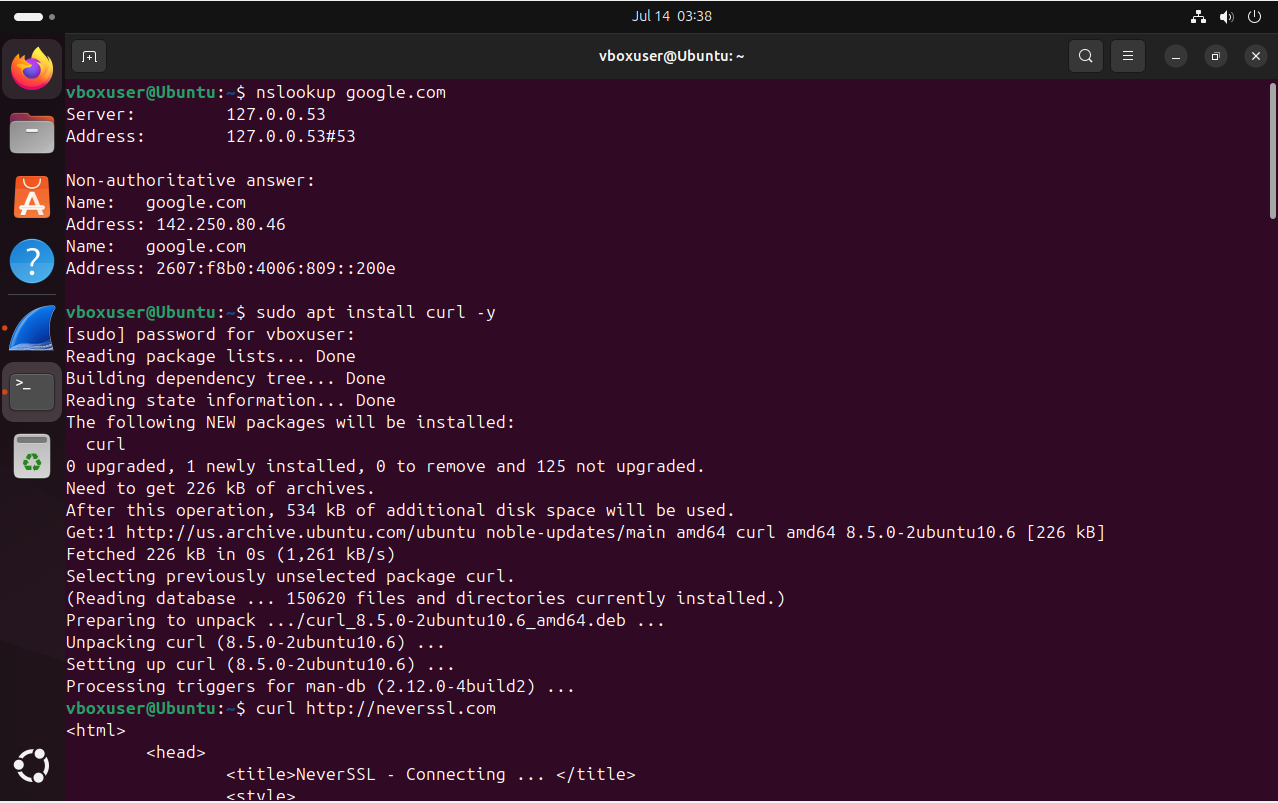 Jul 14 03:38
vboxuser@Ubuntu: ~
vboxuser@Ubuntu:~$ nslookup google.com
Server:		127.0.0.53
Address:	127.0.0.53#53

Non-authoritative answer:
Name:	google.com
Address: 142.250.80.46
Name:	google.com
Address: 2607:f8b0:4006:809::200e

vboxuser@Ubuntu:~$ sudo apt install curl -y
[sudo] password for vboxuser:
Reading package lists... Done
Building dependency tree... Done
Reading state information... Done
The following NEW packages will be installed:
  curl
0 upgraded, 1 newly installed, 0 to remove and 125 not upgraded.
Need to get 226 kB of archives.
After this operation, 534 kB of additional disk space will be used.
Get:1 http://us.archive.ubuntu.com/ubuntu noble-updates/main amd64 curl amd64 8.5.0-2ubuntu10.6 [226 kB]
Fetched 226 kB in 0s (1,261 kB/s)
Selecting previously unselected package curl.
(Reading database ... 150620 files and directories currently installed.)
Preparing to unpack .../curl_8.5.0-2ubuntu10.6_amd64.deb ...
Unpacking curl (8.5.0-2ubuntu10.6) ...
Setting up curl (8.5.0-2ubuntu10.6) ...
Processing triggers for man-db (2.12.0-4build2) ...
vboxuser@Ubuntu:~$ curl http://neverssl.com
<html>
	<head>
		<title>NeverSSL - Connecting ... </title>
		<style>